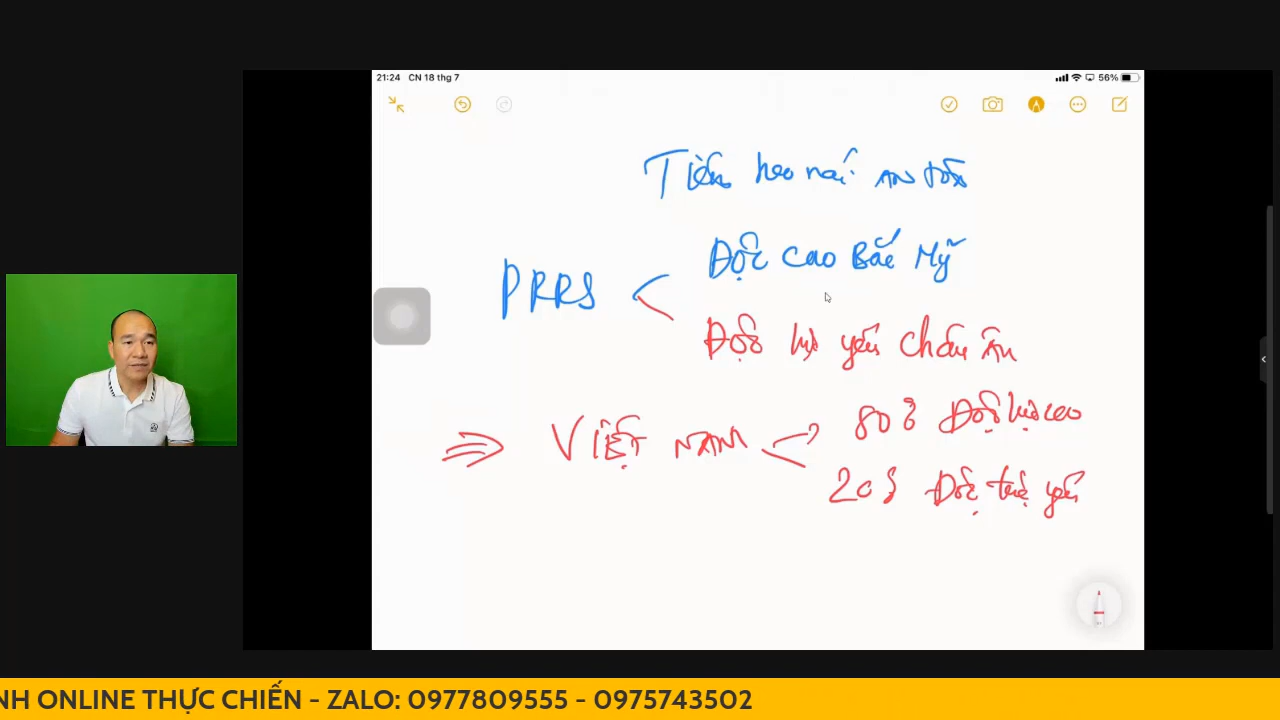 21:24 CN 18 thg 7
56%
Tiêm heo nái an toàn
PRRS
Độc cao Bắc Mỹ
Độc lực yếu Châu Âu
VIỆT NAM
80% Độc lực cao
20% Độc yếu
NH ONLINE THỰC CHIẾN - ZALO: 0977809555 - 0975743502